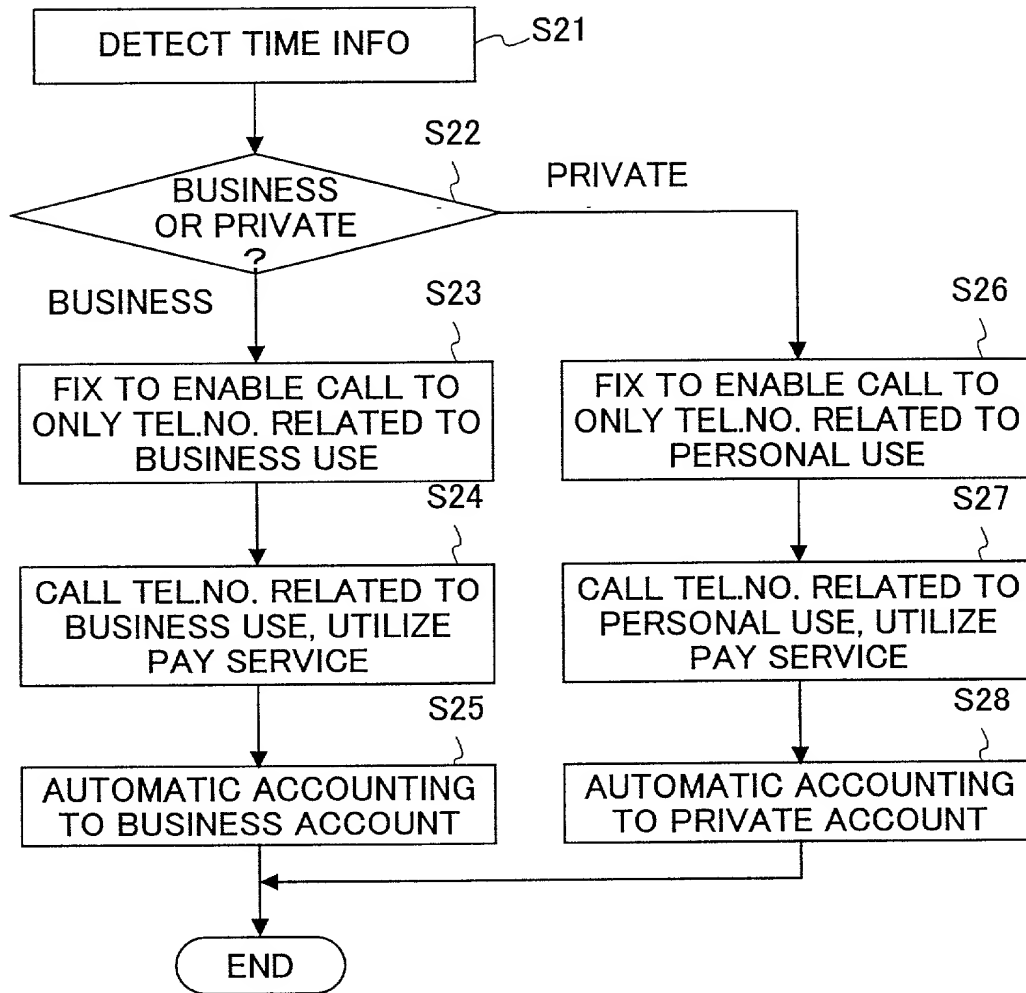 DETECT TIME INFO
S21
S22
BUSINESS
OR PRIVATE
?
PRIVATE
BUSINESS
S23
FIX TO ENABLE CALL TO
ONLY TEL.NO. RELATED TO
BUSINESS USE
S24
CALL TEL.NO. RELATED TO
BUSINESS USE, UTILIZE
PAY SERVICE
S25
AUTOMATIC ACCOUNTING
TO BUSINESS ACCOUNT
S26
FIX TO ENABLE CALL TO
ONLY TEL.NO. RELATED TO
PERSONAL USE
S27
CALL TEL.NO. RELATED TO
PERSONAL USE, UTILIZE
PAY SERVICE
S28
AUTOMATIC ACCOUNTING
TO PRIVATE ACCOUNT
END